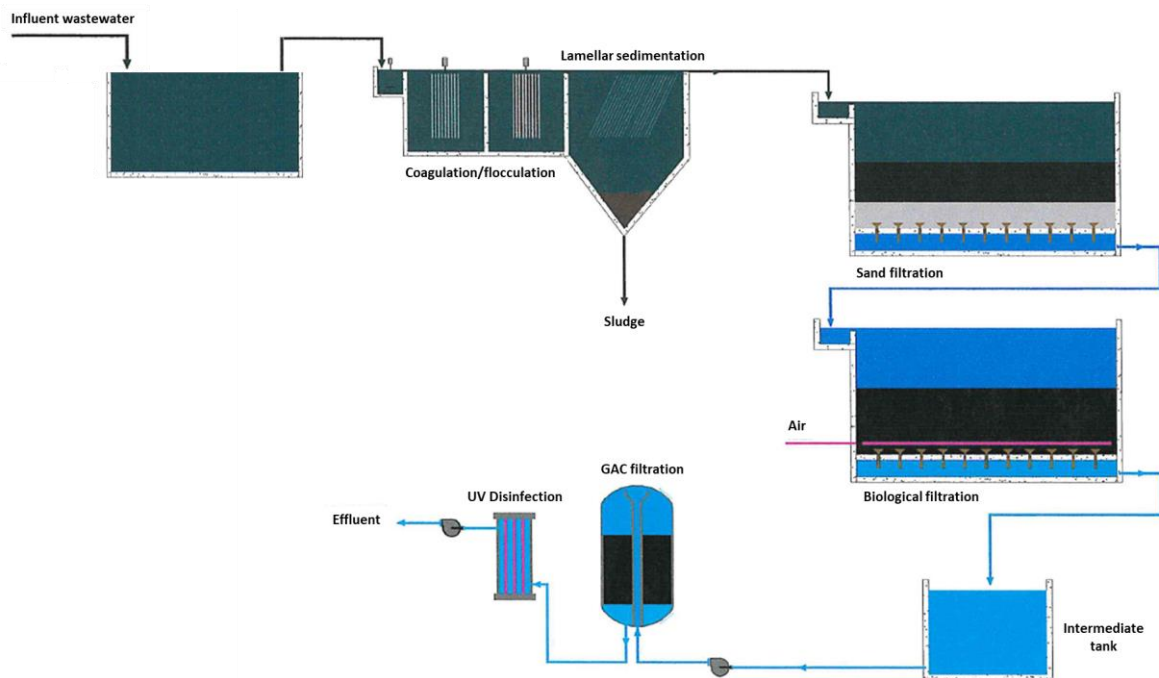 Influent wastewater
Lamellar sedimentation
Coagulation/flocculation
Sludge
Sand filtration
Air
Biological filtration
GAC filtration
UV Disinfection
Effluent
Intermediate
tank